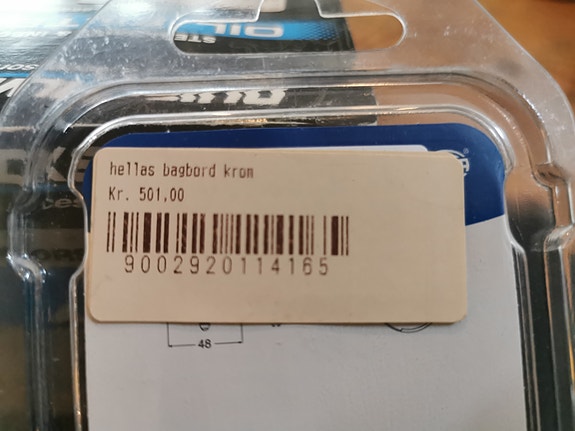 hellas bagbord krom
Kr. 501,00
9002920114165
48